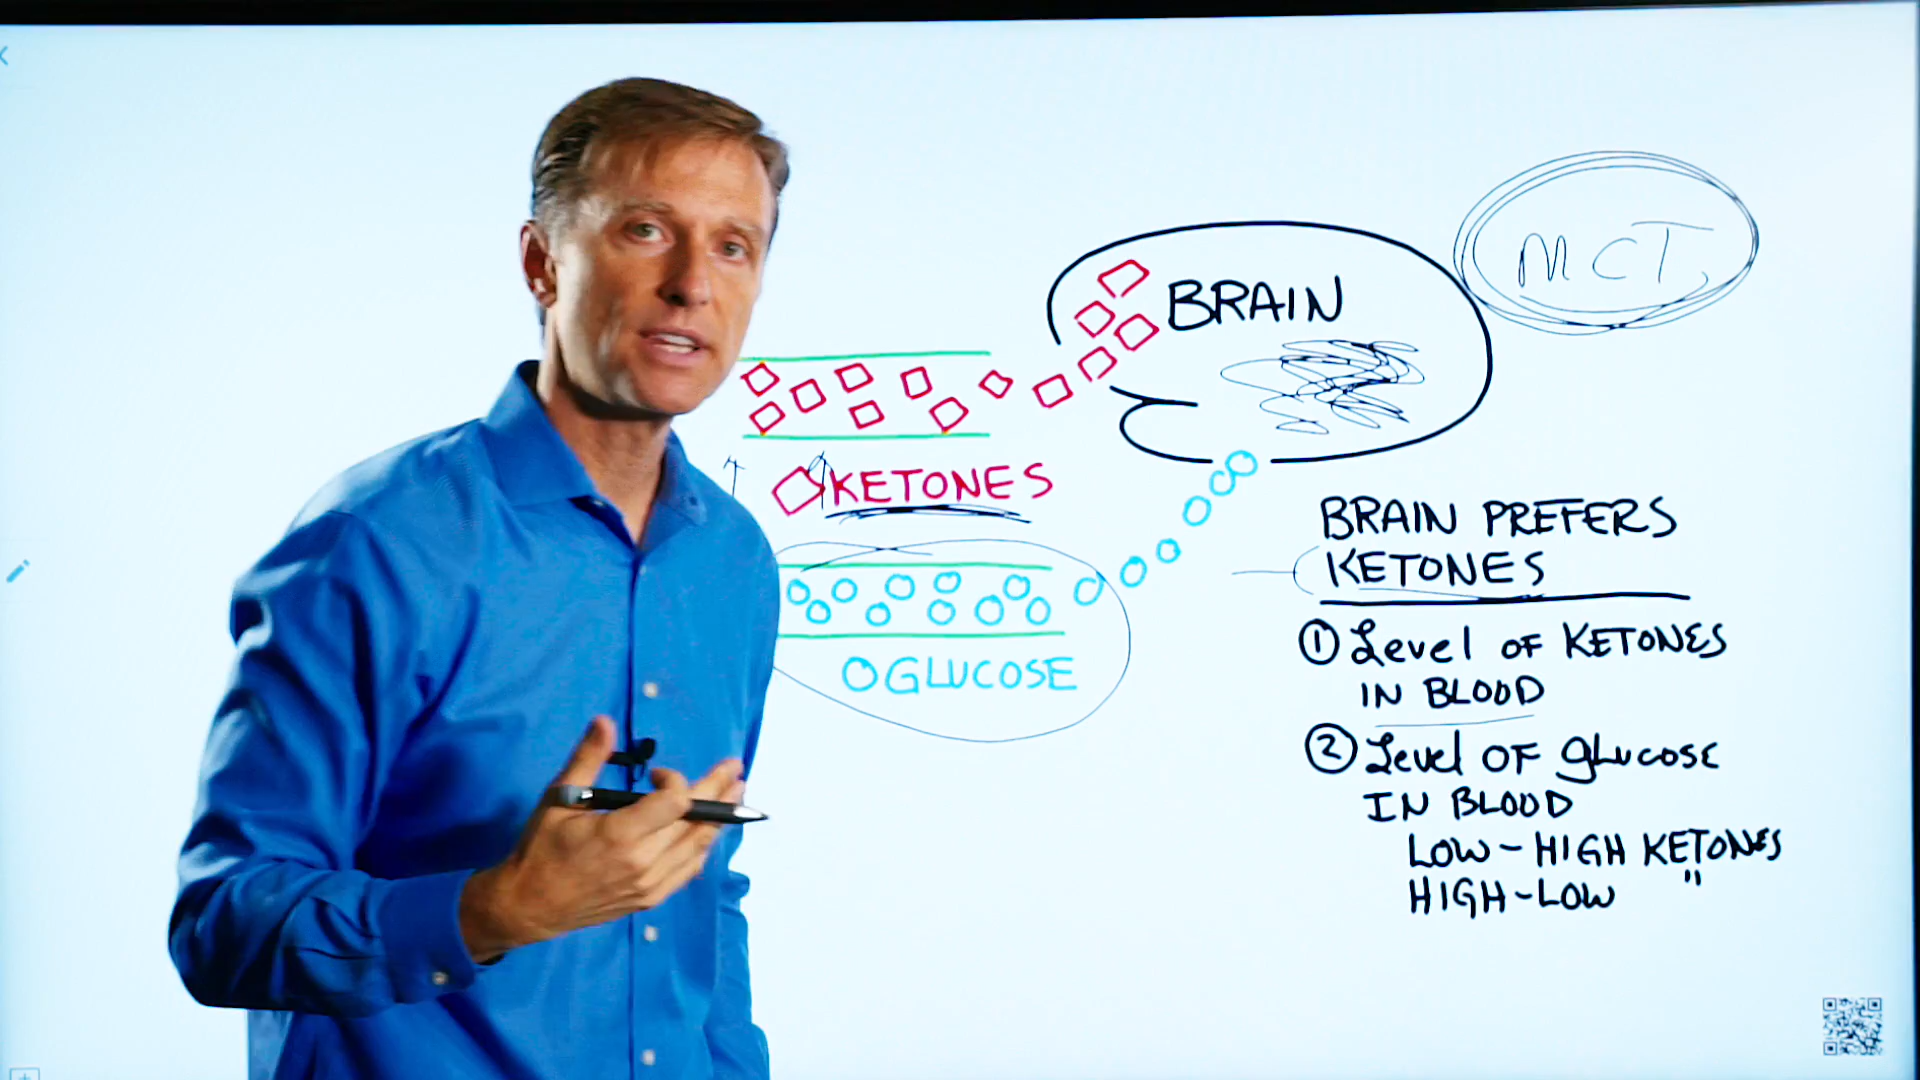 MCT
BRAIN
KETONES
GLUCOSE
BRAIN PREFERS
KETONES
① Level OF KETONES
IN BLOOD
② Level OF GLUCOSE
IN BLOOD
LOW - HIGH KETONES
HIGH - LOW "